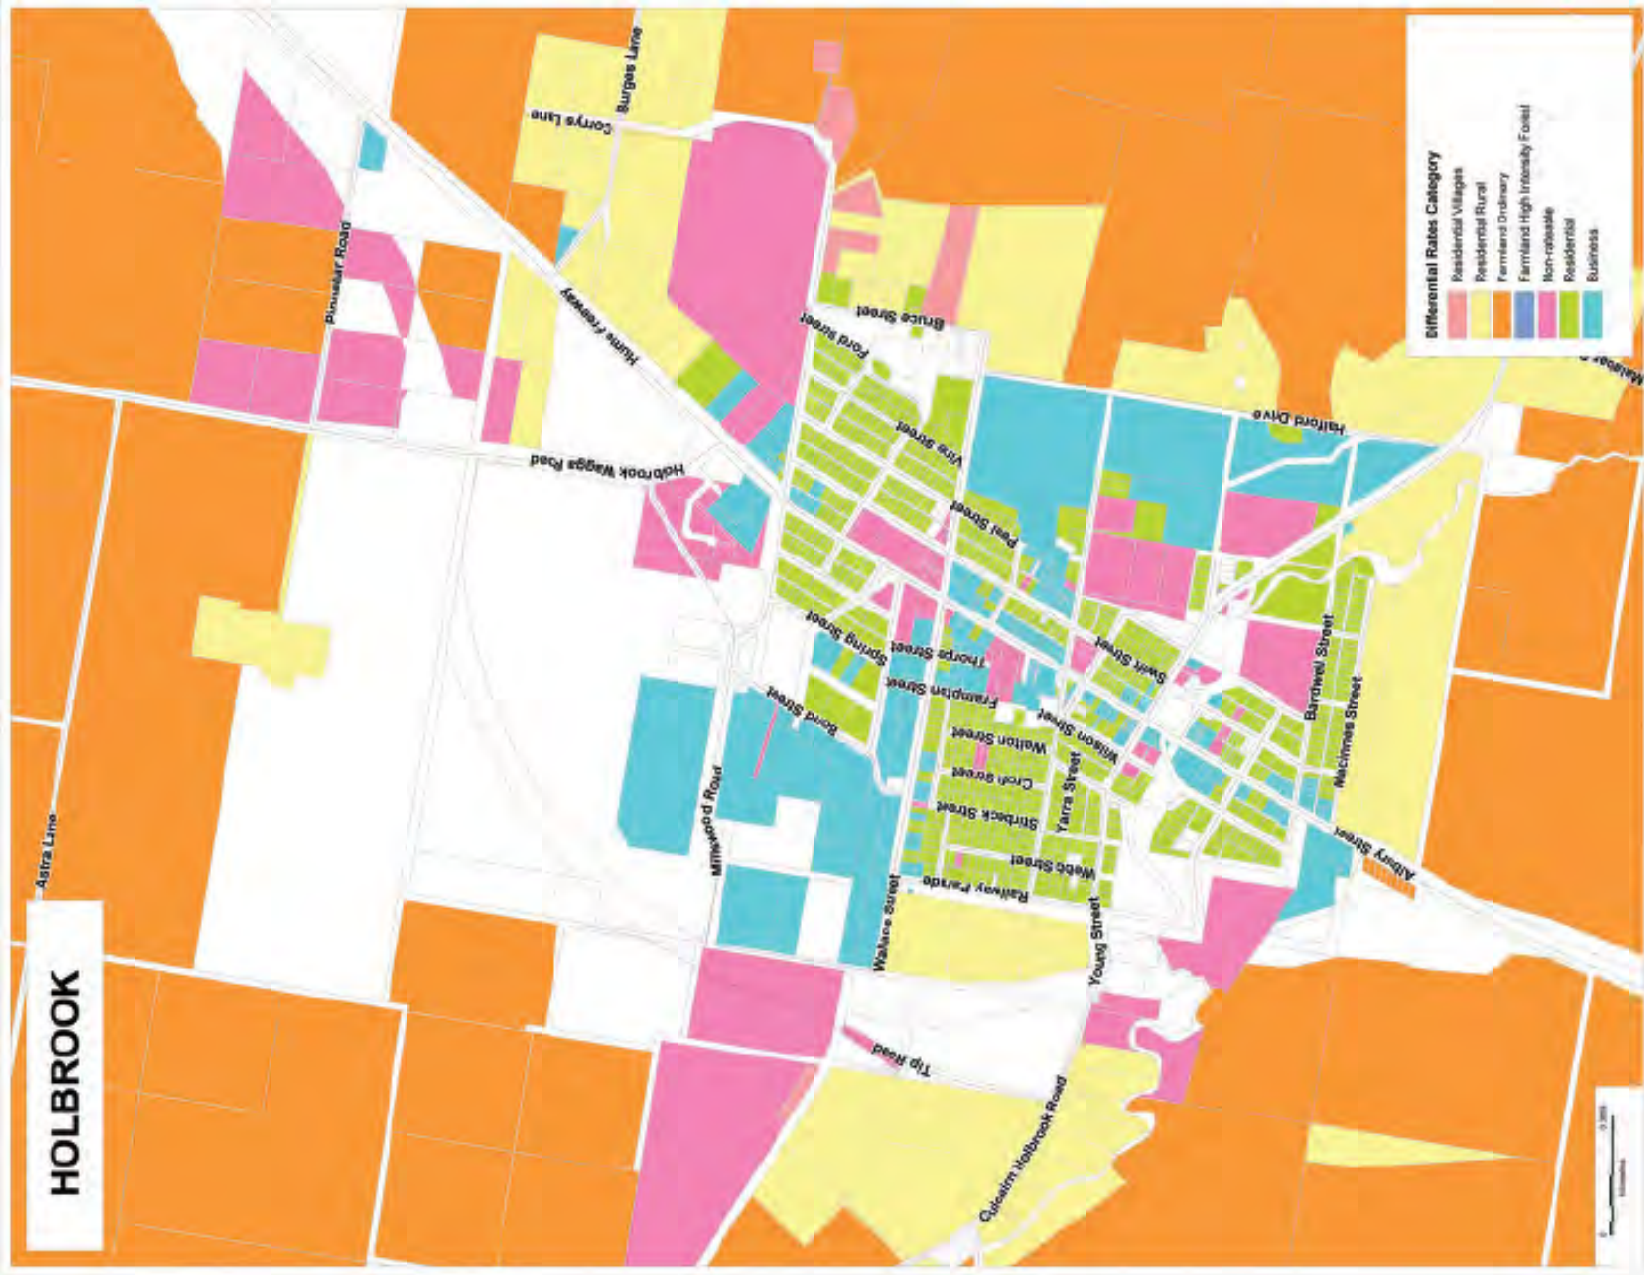 HOLBROOK
Astra Lane
Pinnabar Road
Holbrook Wagga Road
Hume Freeway
Corrys Lane
Burges Lane
Millswood Road
Bond Street
Spring Street
Thorpe Street
Frampton Street
Walton Street
Croft Street
Stirbeck Street
Webb Street
Railway Parade
Wallace Street
Tip Road
Culcairn Holbrook Road
Young Street
Yarra Street
Wilson Street
Swift Street
Peel Street
Vine Street
Ford Street
Bruce Street
Halford Drive
Bardwell Street
Macinnes Street
Albury Street
Differential Rates Category
Residential Villages
Residential Rural
Farmland Ordinary
Farmland High Intensity Forest
Non-rateable
Residential
Business
0
Kilometres